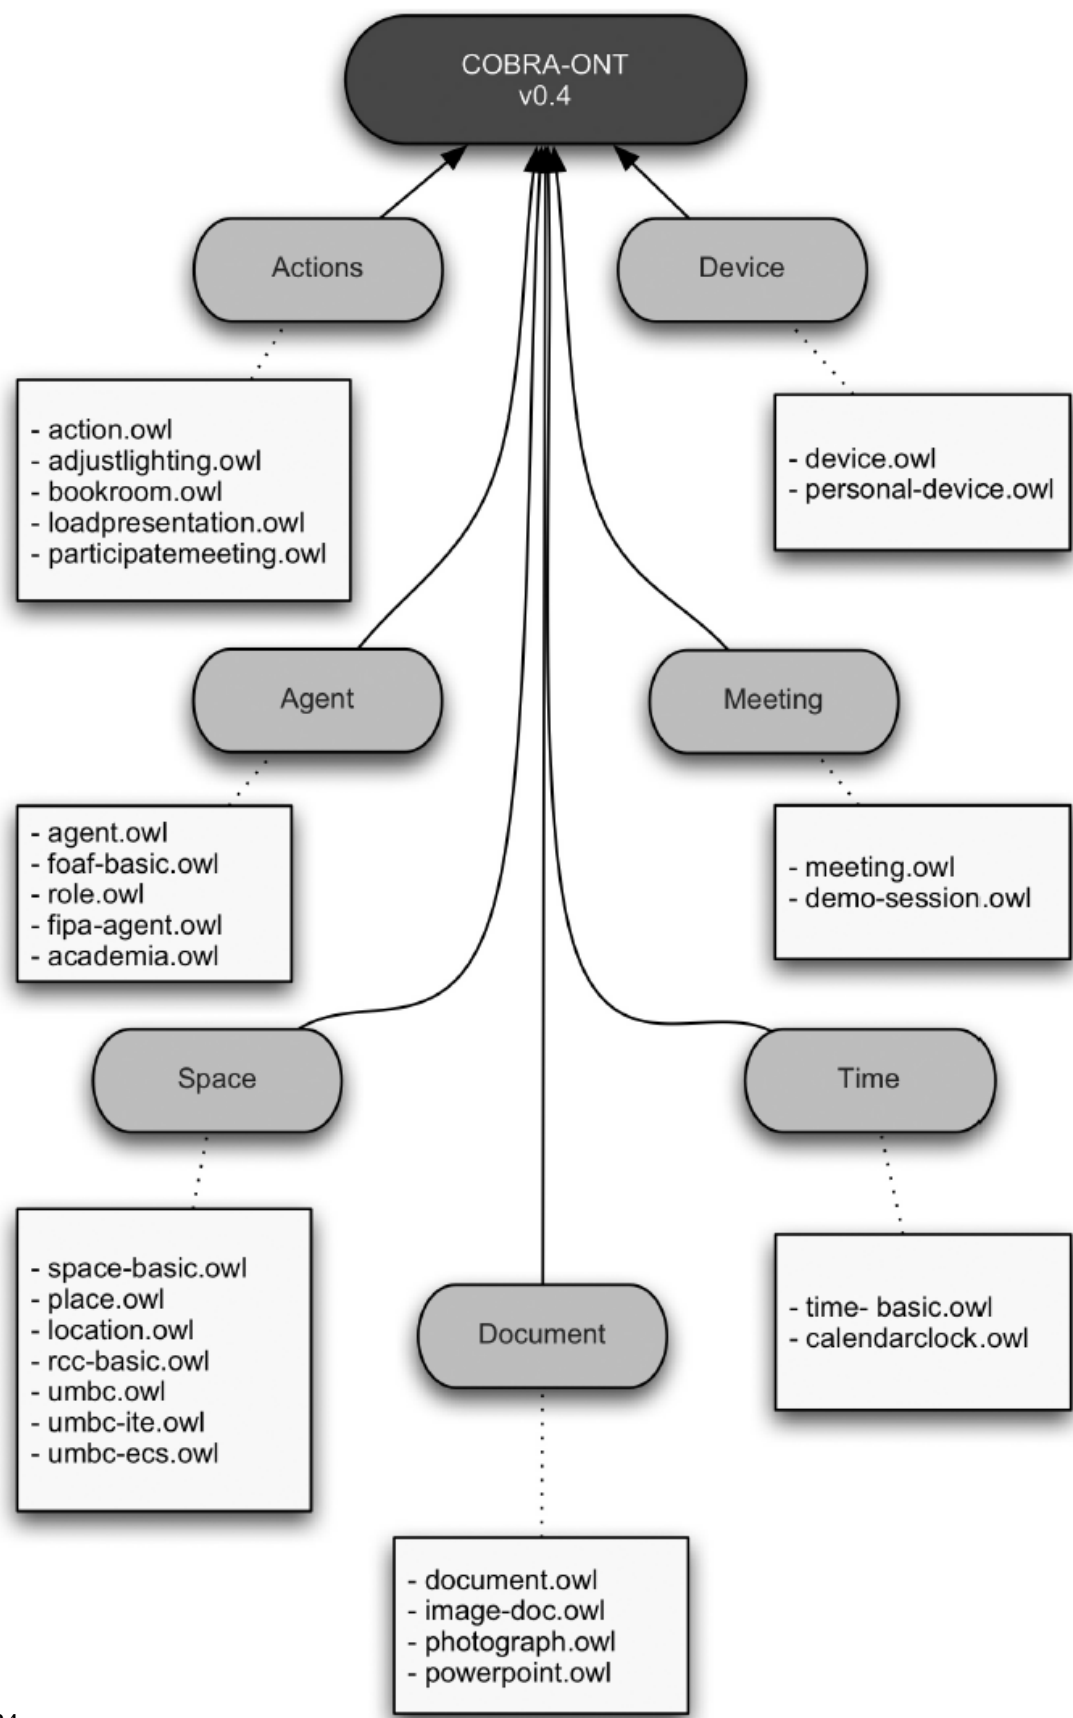 COBRA-ONT
v0.4
Actions
Device
- action.owl
- adjustlighting.owl
- bookroom.owl
- loadpresentation.owl
- participatemeeting.owl
- device.owl
- personal-device.owl
Agent
Meeting
- agent.owl
- foaf-basic.owl
- role.owl
- fipa-agent.owl
- academia.owl
- meeting.owl
- demo-session.owl
Space
Time
- space-basic.owl
- place.owl
- location.owl
- rcc-basic.owl
- umbc.owl
- umbc-ite.owl
- umbc-ecs.owl
- time- basic.owl
- calendarclock.owl
Document
- document.owl
- image-doc.owl
- photograph.owl
- powerpoint.owl